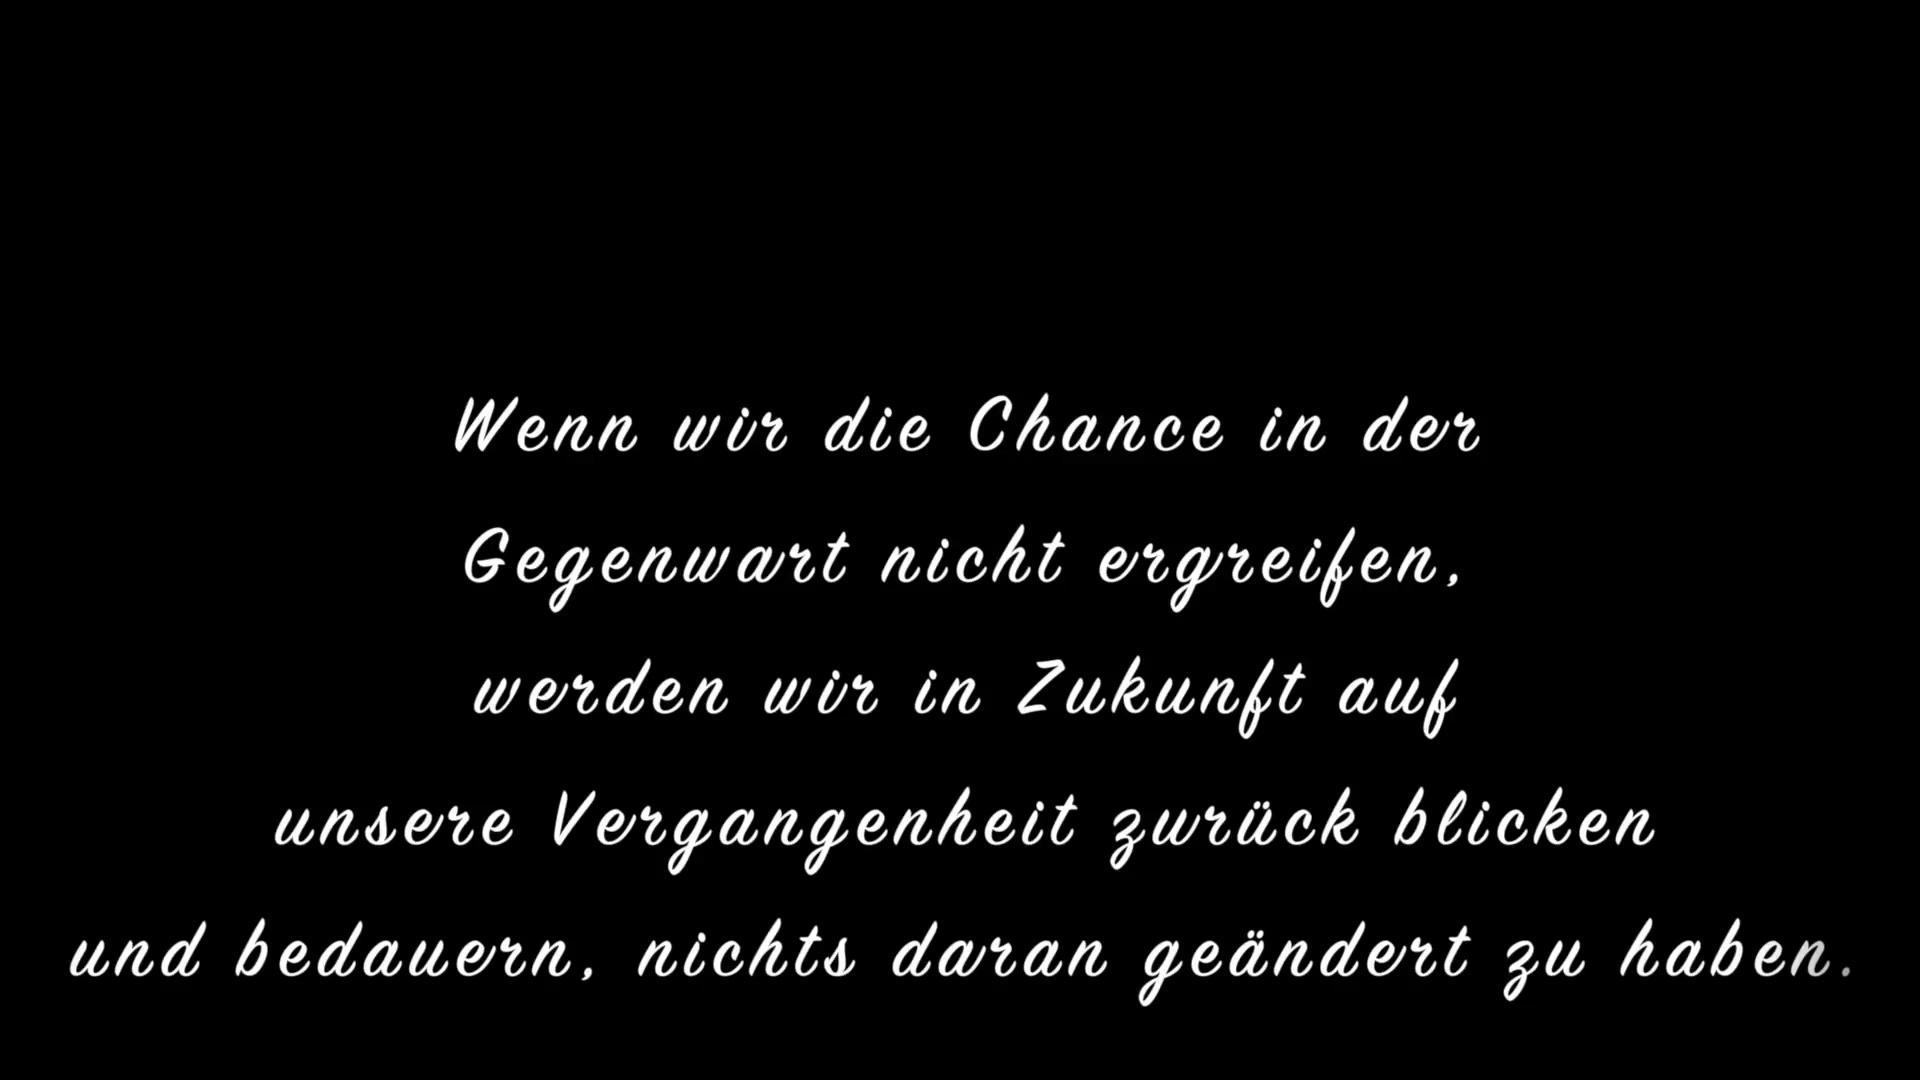 Wenn wir die Chance in der
Gegenwart nicht ergreifen,
werden wir in Zukunft auf
unsere Vergangenheit zurück blicken
und bedauern, nichts daran geändert zu haben.